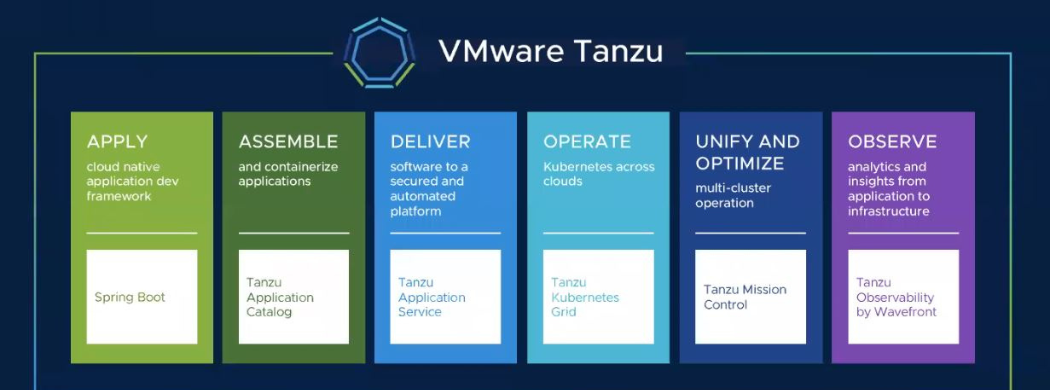 VMware Tanzu
APPLY
cloud native
application dev
framework
Spring Boot
ASSEMBLE
and containerize
applications
Tanzu
Application
Catalog
DELIVER
software to a
secured and
automated
platform
Tanzu
Application
Service
OPERATE
Kubernetes across
clouds
Tanzu
Kubernetes
Grid
UNIFY AND
OPTIMIZE
multi-cluster
operation
Tanzu Mission
Control
OBSERVE
analytics and
insights from
application to
infrastructure
Tanzu
Observability
by Wavefront